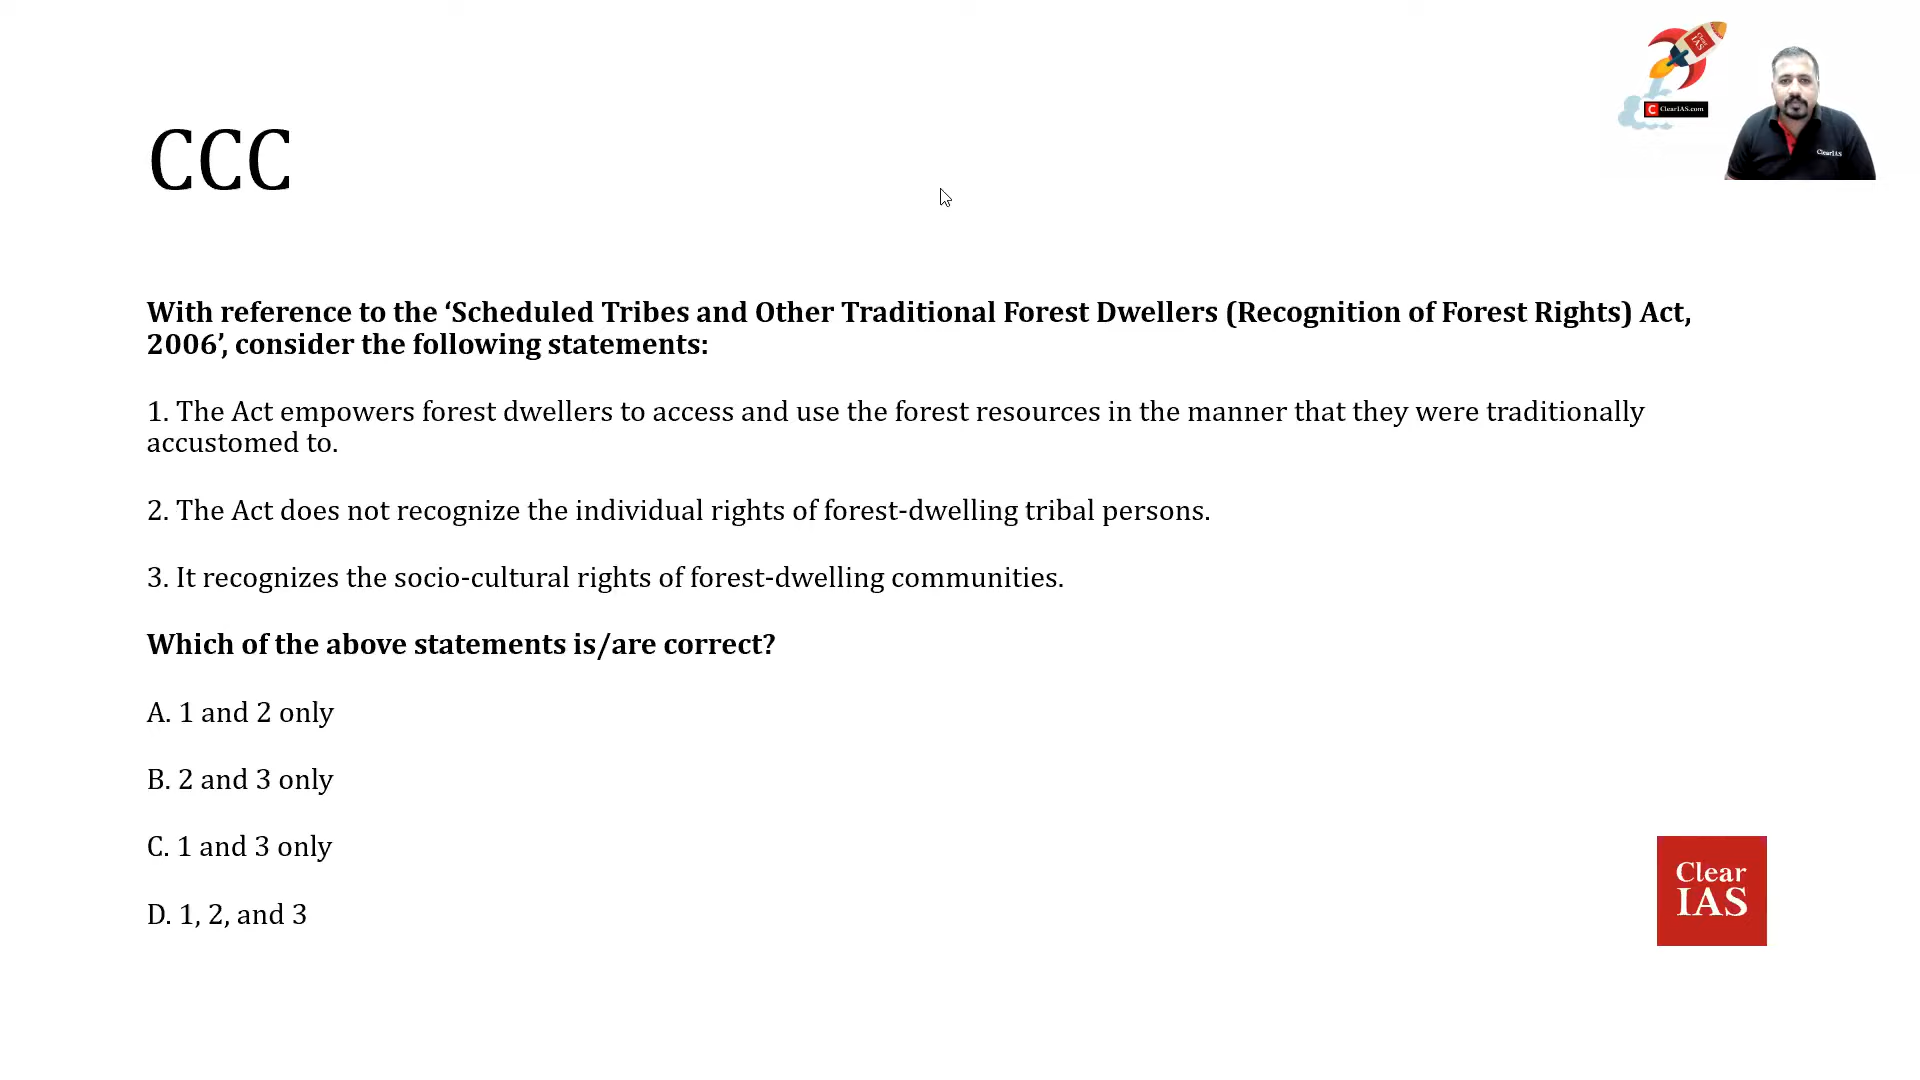 Clear
IAS
C ClearIAS.com
ClearIAS
CCC
With reference to the ‘Scheduled Tribes and Other Traditional Forest Dwellers (Recognition of Forest Rights) Act,
2006’, consider the following statements:
1. The Act empowers forest dwellers to access and use the forest resources in the manner that they were traditionally
accustomed to.
2. The Act does not recognize the individual rights of forest-dwelling tribal persons.
3. It recognizes the socio-cultural rights of forest-dwelling communities.
Which of the above statements is/are correct?
A. 1 and 2 only
B. 2 and 3 only
C. 1 and 3 only
D. 1, 2, and 3
Clear
IAS